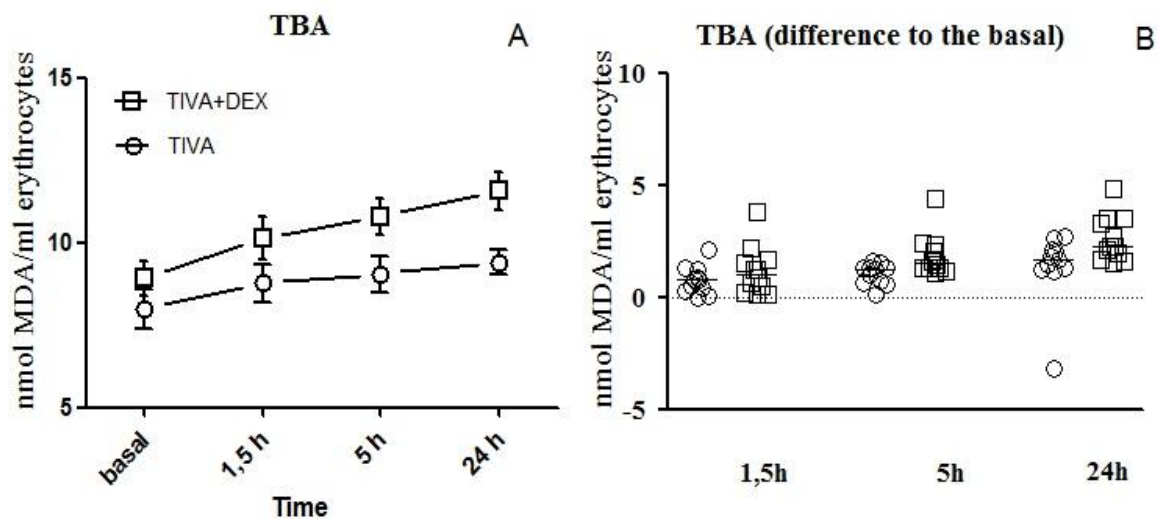 TBA
A
nmol MDA/ml erythrocytes
15
10
5
TIVA+DEX
TIVA
basal
1,5 h
5 h
24 h
Time
TBA (difference to the basal)
B
nmol MDA/ml erythrocytes
10
5
0
-5
1,5h
5h
24h